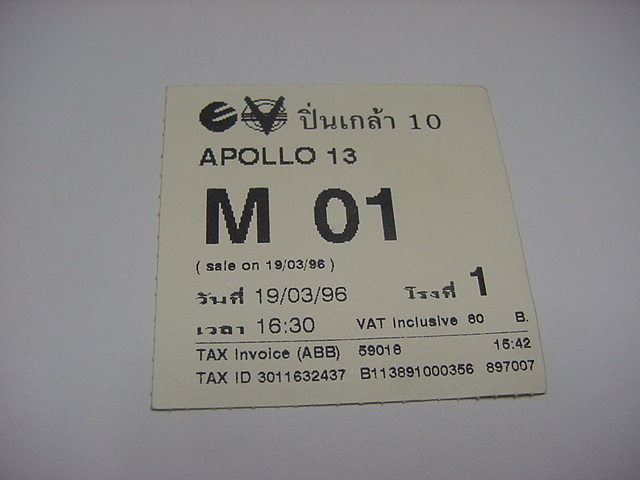 EV ปิ่นเกล้า 10
APOLLO 13
M 01
( sale on 19/03/96 )
วันที่ 19/03/96 โรงที่ 1
เวลา 16:30 VAT inclusive 80 B.
TAX Invoice (ABB) 59018 15:42
TAX ID 3011632437 B113891000356 897007